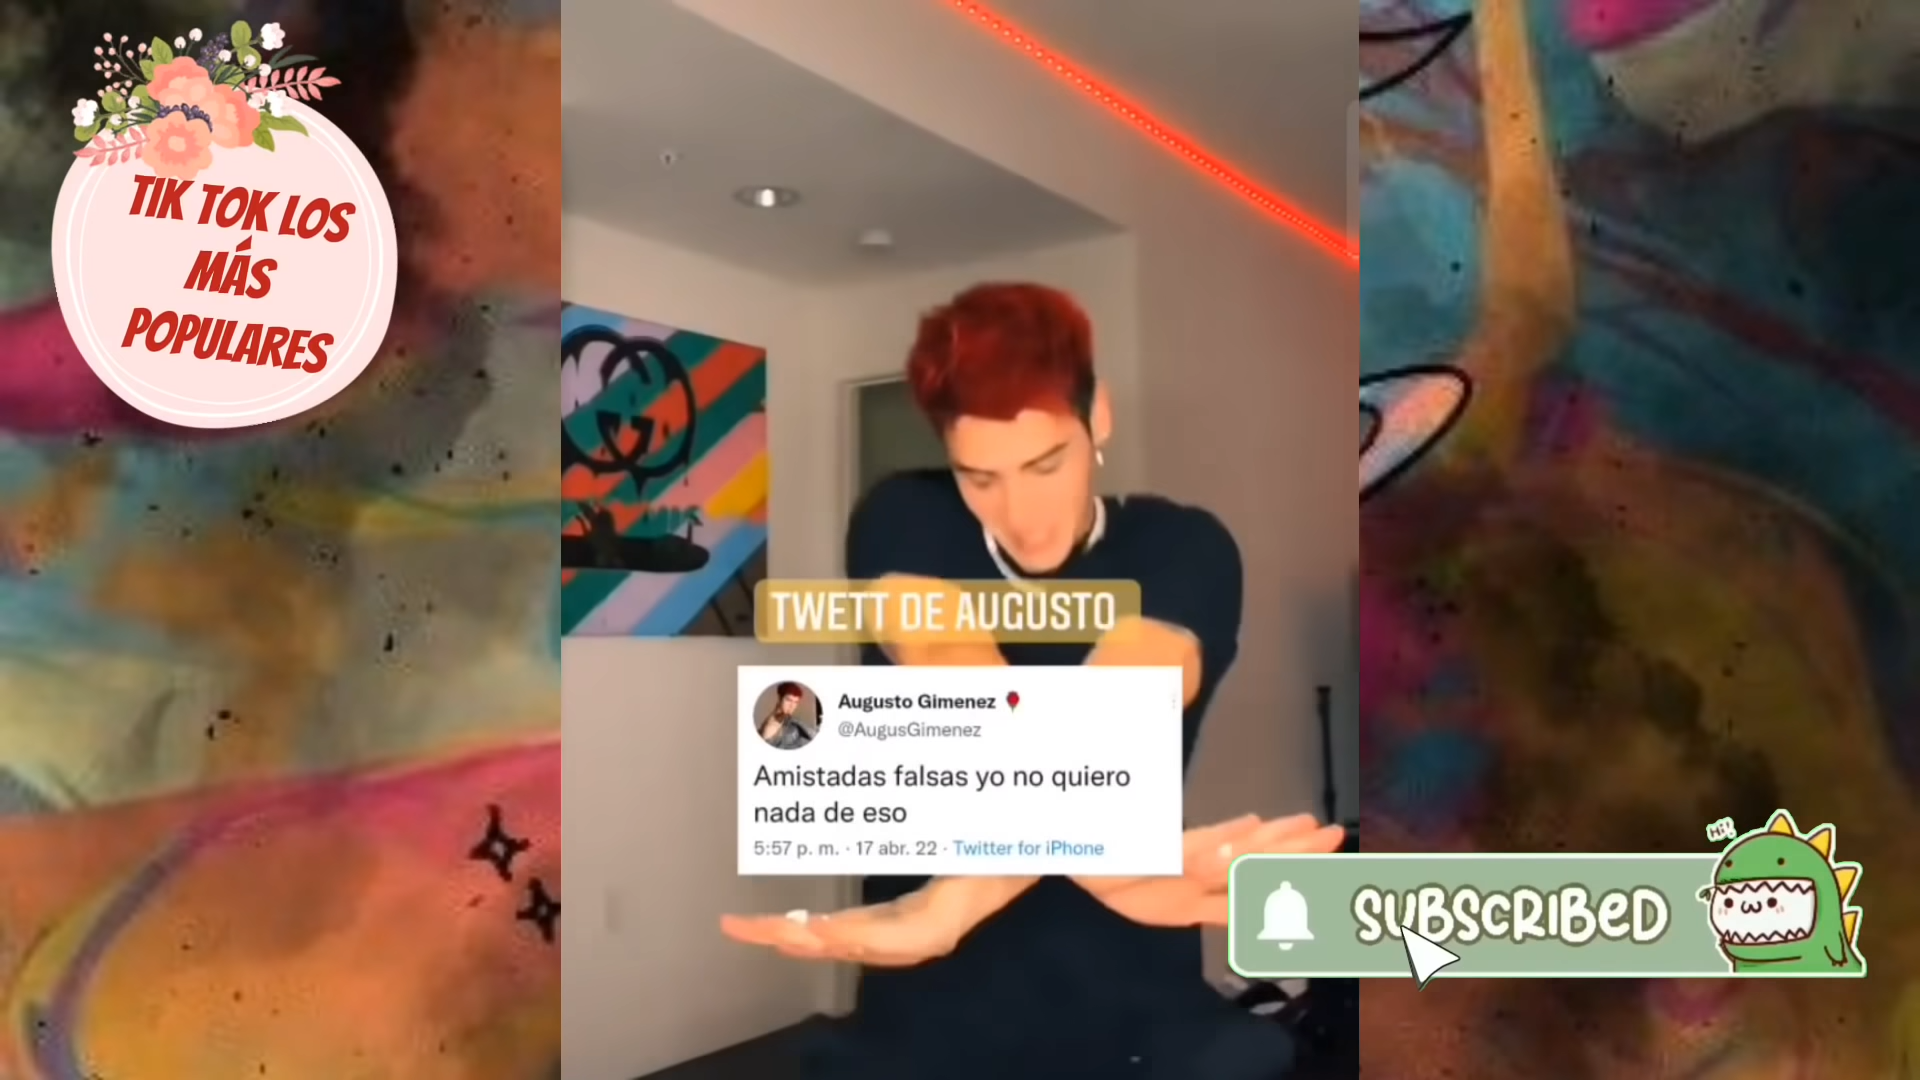 TIK TOK LOS
MÁS
POPULARES
TWETT DE AUGUSTO
Augusto Gimenez 🌹
@AugusGimenez
Amistadas falsas yo no quiero
nada de eso
5:57 p. m. · 17 abr. 22 · Twitter for iPhone
Hi!
SUBSCRIBED